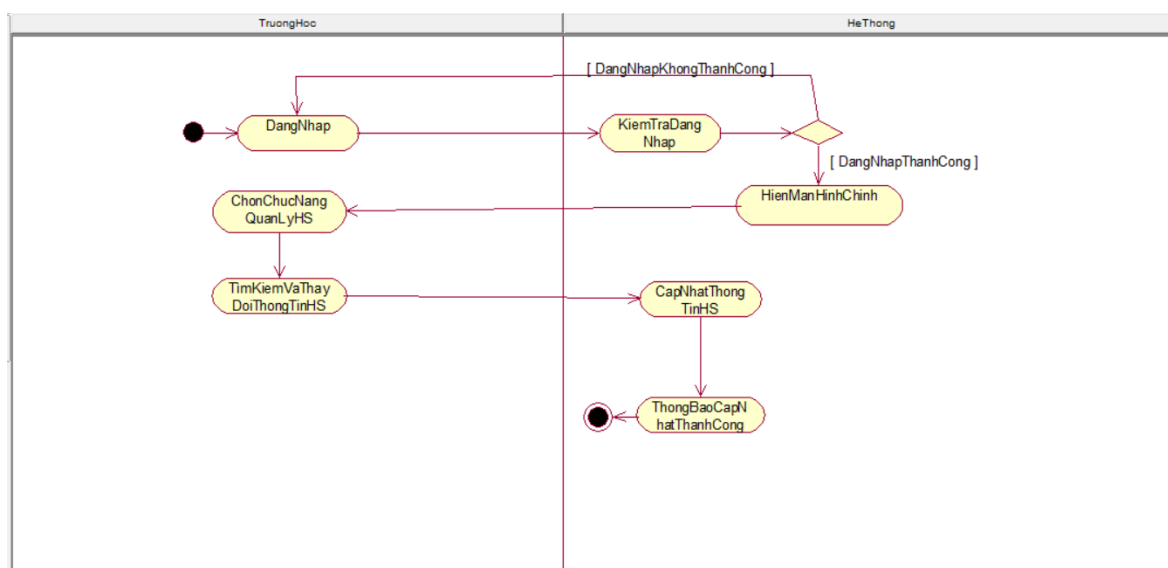 TruongHoc
HeThong
[ DangNhapKhongThanhCong ]
DangNhap
KiemTraDang
Nhap
[ DangNhapThanhCong ]
ChonChucNang
QuanLyHS
HienManHinhChinh
TimKiemVaThay
DoiThongTinHS
CapNhatThong
TinHS
ThongBaoCapN
hatThanhCong